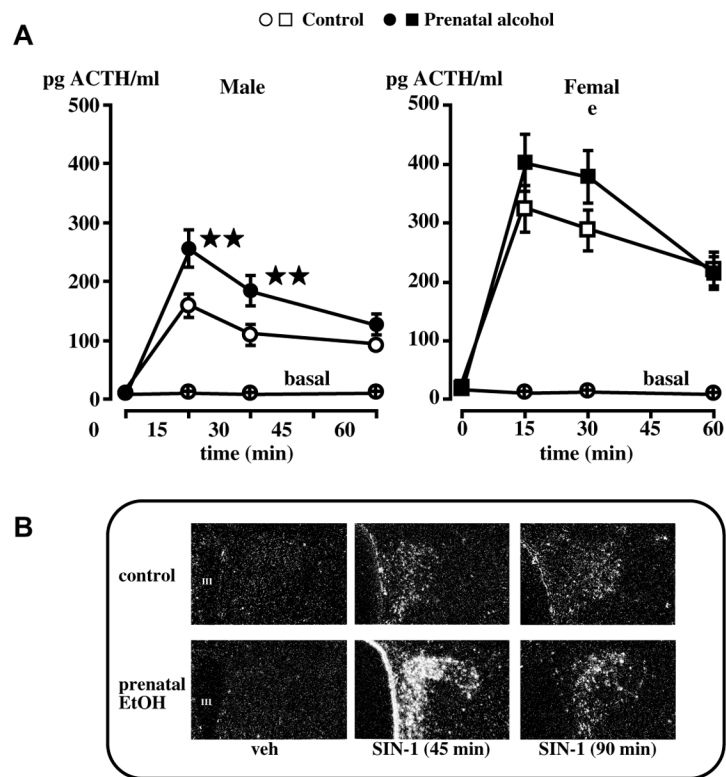 Control Prenatal alcohol
A
pg ACTH/ml Male
500
400
300
200
100
0
basal
0 15 30 45 60
time (min)
pg ACTH/ml Femal
e
500
400
300
200
100
0
basal
0 15 30 45 60
time (min)
B
control
III
prenatal
EtOH
III
veh SIN-1 (45 min) SIN-1 (90 min)